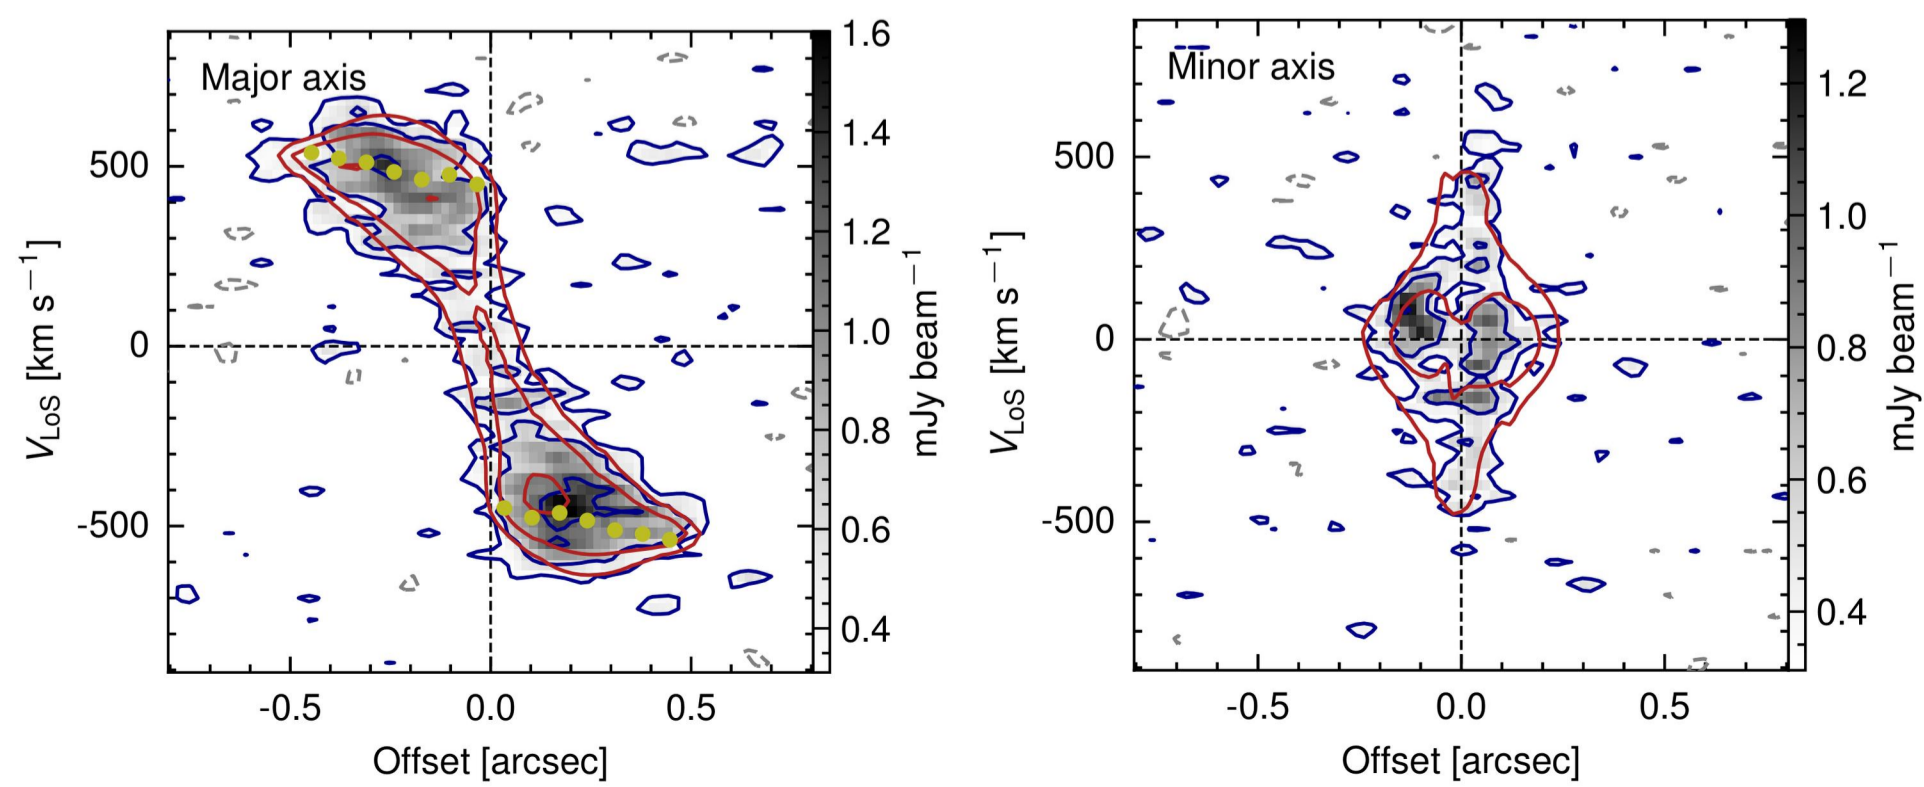 Major axis
500
0
-500
V_LoS [km s⁻¹]
-0.5 0.0 0.5
Offset [arcsec]
1.6
1.4
1.2
1.0
0.8
0.6
0.4
mJy beam⁻¹
Minor axis
500
0
-500
V_LoS [km s⁻¹]
-0.5 0.0 0.5
Offset [arcsec]
1.2
1.0
0.8
0.6
0.4
mJy beam⁻¹